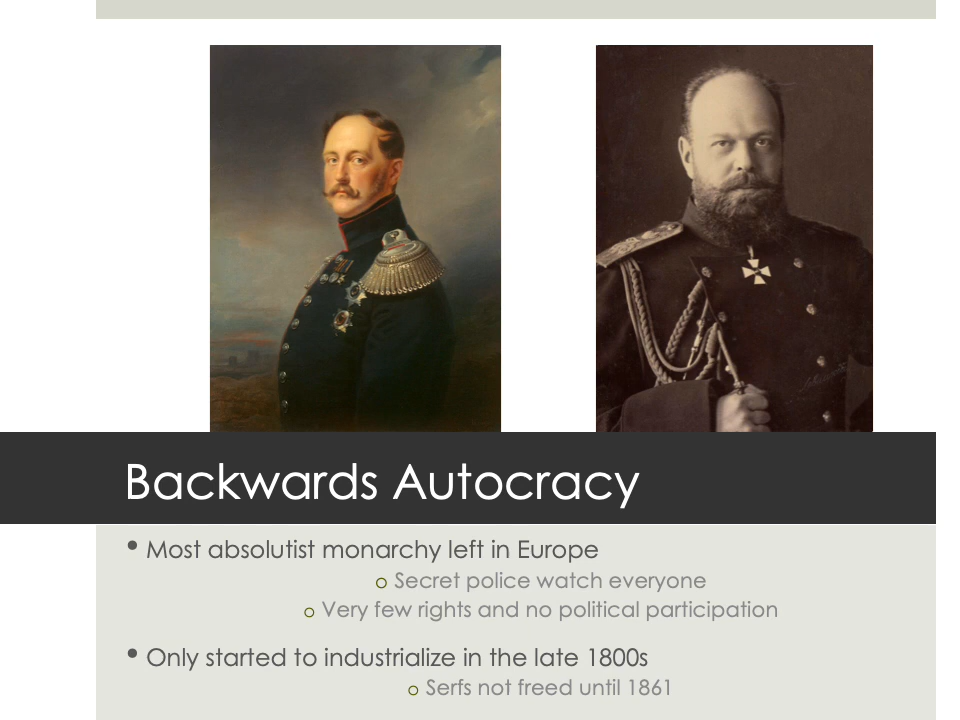 Backwards Autocracy
• Most absolutist monarchy left in Europe
o Secret police watch everyone
o Very few rights and no political participation
• Only started to industrialize in the late 1800s
o Serfs not freed until 1861